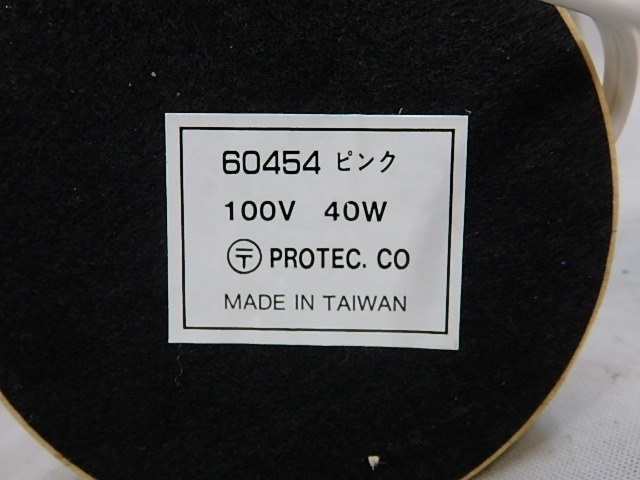 60454 ピンク
100V 40W
〶 PROTEC. CO
MADE IN TAIWAN